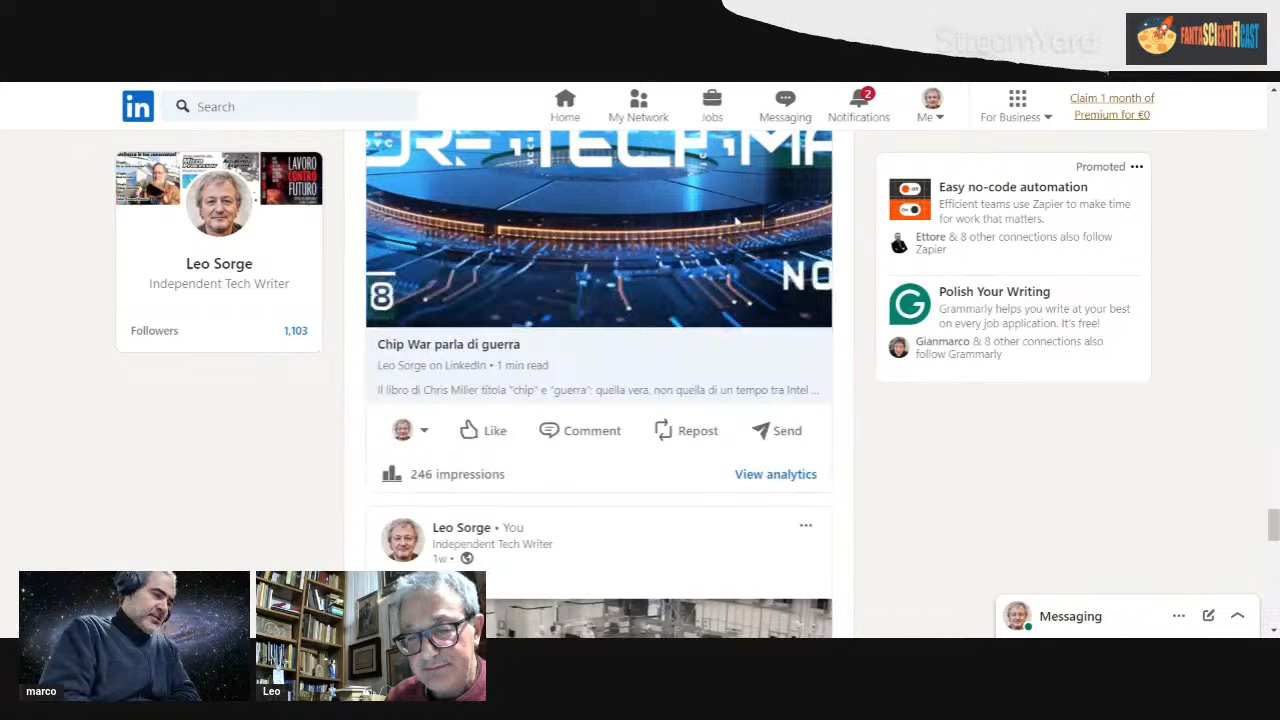 StreamYard
FANTASCIENTIFICAST
in
Search
Home
My Network
Jobs
Messaging
2
Notifications
Me
For Business
Claim 1 month of
Premium for €0
LAVORO
CONTRO
FUTURO
Leo Sorge
Independent Tech Writer
Followers
1,103
8
NO
Chip War parla di guerra
Leo Sorge on LinkedIn • 1 min read
Il libro di Chris Miller titola "chip" e "guerra": quella vera, non quella di un tempo tra Intel ...
Like
Comment
Repost
Send
246 impressions
View analytics
Leo Sorge • You
Independent Tech Writer
1w •
Promoted
Easy no-code automation
Efficient teams use Zapier to make time
for work that matters.
Ettore & 8 other connections also follow
Zapier
Polish Your Writing
Grammarly helps you write at your best
on every job application. It's free!
Gianmarco & 8 other connections also
follow Grammarly
Messaging
marco
Leo